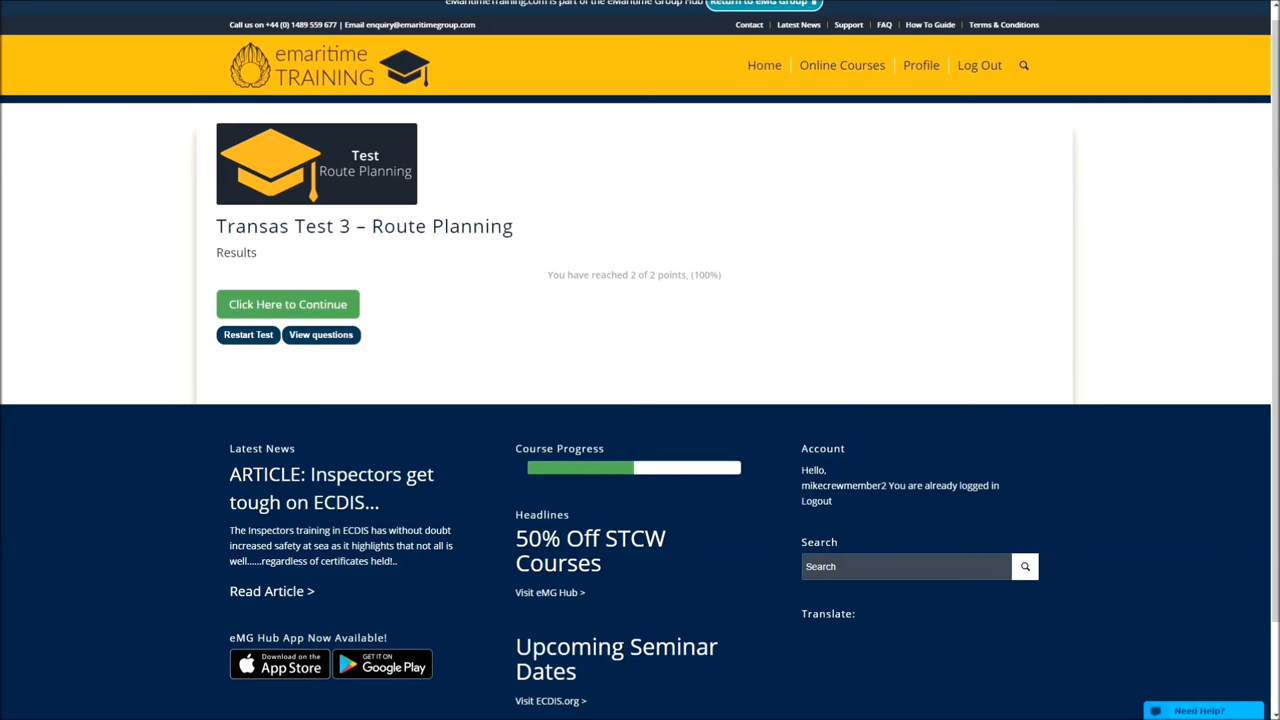 eMaritimeTraining.com is part of the eMaritime Group Hub Return to eMG Group
Call us on +44 (0) 1489 559 677 | Email enquiry@emaritimegroup.com
Contact | Latest News | Support | FAQ | How To Guide | Terms & Conditions
emaritime
TRAINING
Home Online Courses Profile Log Out
Test
Route Planning
Transas Test 3 – Route Planning
Results
You have reached 2 of 2 points, (100%)
Click Here to Continue
Restart Test View questions
Latest News
ARTICLE: Inspectors get
tough on ECDIS...
The Inspectors training in ECDIS has without doubt
increased safety at sea as it highlights that not all is
well......regardless of certificates held!..
Read Article >
eMG Hub App Now Available!
Download on the
App Store
GET IT ON
Google Play
Course Progress
Headlines
50% Off STCW
Courses
Visit eMG Hub >
Upcoming Seminar
Dates
Visit ECDIS.org >
Account
Hello,
mikecrewmember2 You are already logged in
Logout
Search
Search
Translate:
Need Help?